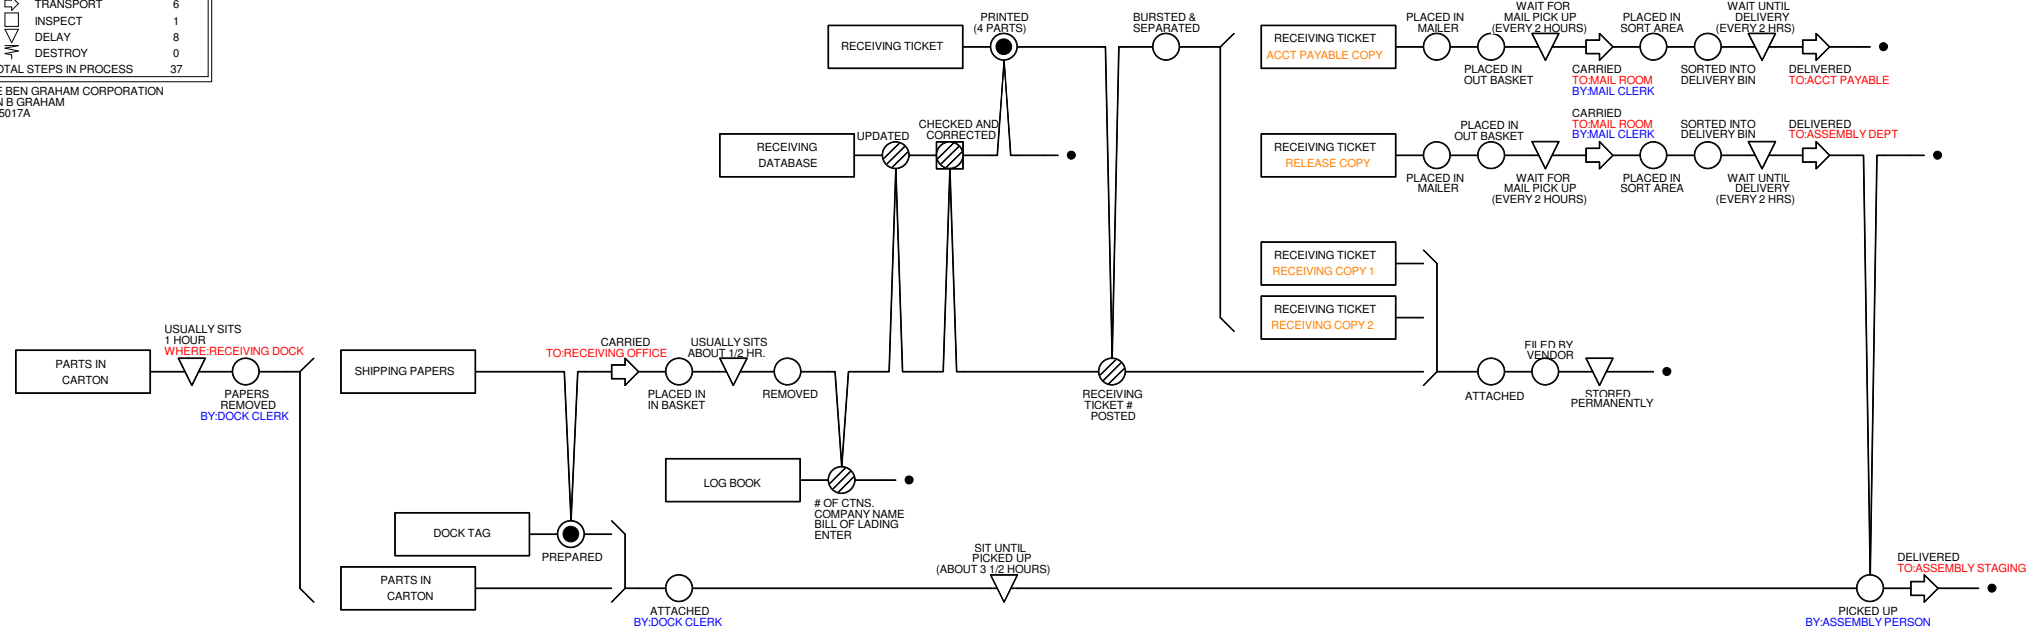 TRANSPORT 6
INSPECT 1
DELAY 8
DESTROY 0
OTAL STEPS IN PROCESS 37
E BEN GRAHAM CORPORATION
N B GRAHAM
5017A
PRINTED
(4 PARTS)
RECEIVING TICKET
BURSTED &
SEPARATED
RECEIVING TICKET
ACCT PAYABLE COPY
PLACED IN
MAILER
PLACED IN
OUT BASKET
WAIT FOR
MAIL PICK UP
(EVERY 2 HOURS)
CARRIED
TO:MAIL ROOM
BY:MAIL CLERK
PLACED IN
SORT AREA
SORTED INTO
DELIVERY BIN
WAIT UNTIL
DELIVERY
(EVERY 2 HRS)
DELIVERED
TO:ACCT PAYABLE
RECEIVING
DATABASE
UPDATED
CHECKED AND
CORRECTED
RECEIVING TICKET
RELEASE COPY
PLACED IN
MAILER
PLACED IN
OUT BASKET
WAIT FOR
MAIL PICK UP
(EVERY 2 HOURS)
CARRIED
TO:MAIL ROOM
BY:MAIL CLERK
PLACED IN
SORT AREA
SORTED INTO
DELIVERY BIN
WAIT UNTIL
DELIVERY
(EVERY 2 HRS)
DELIVERED
TO:ASSEMBLY DEPT
RECEIVING TICKET
RECEIVING COPY 1
RECEIVING TICKET
RECEIVING COPY 2
PARTS IN
CARTON
USUALLY SITS
1 HOUR
WHERE:RECEIVING DOCK
PAPERS
REMOVED
BY:DOCK CLERK
SHIPPING PAPERS
CARRIED
TO:RECEIVING OFFICE
PLACED IN
IN BASKET
USUALLY SITS
ABOUT 1/2 HR.
REMOVED
RECEIVING
TICKET #
POSTED
ATTACHED
FILED BY
VENDOR
STORED
PERMANENTLY
LOG BOOK
# OF CTNS.
COMPANY NAME
BILL OF LADING
ENTER
DOCK TAG
PREPARED
PARTS IN
CARTON
ATTACHED
BY:DOCK CLERK
SIT UNTIL
PICKED UP
(ABOUT 3 1/2 HOURS)
PICKED UP
BY:ASSEMBLY PERSON
DELIVERED
TO:ASSEMBLY STAGING